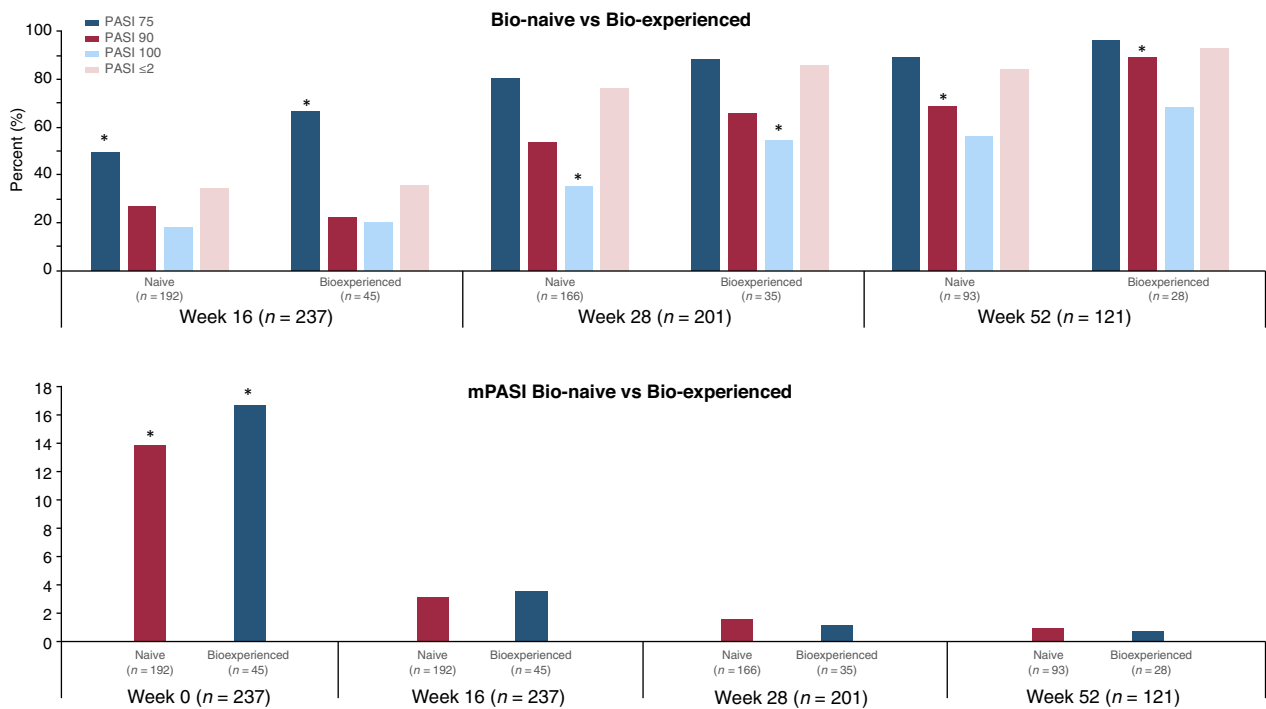 Bio-naive vs Bio-experienced
PASI 75
PASI 90
PASI 100
PASI ≤2
Percent (%)
100
80
60
40
20
0
* * * * * *
Naive Bioexperienced Naive Bioexperienced Naive Bioexperienced
(n = 192) (n = 45) (n = 166) (n = 35) (n = 93) (n = 28)
Week 16 (n = 237) Week 28 (n = 201) Week 52 (n = 121)
mPASI Bio-naive vs Bio-experienced
18
16
14
12
10
8
6
4
2
0
* *
Naive Bioexperienced Naive Bioexperienced Naive Bioexperienced Naive Bioexperienced
(n = 192) (n = 45) (n = 192) (n = 45) (n = 166) (n = 35) (n = 93) (n = 28)
Week 0 (n = 237) Week 16 (n = 237) Week 28 (n = 201) Week 52 (n = 121)